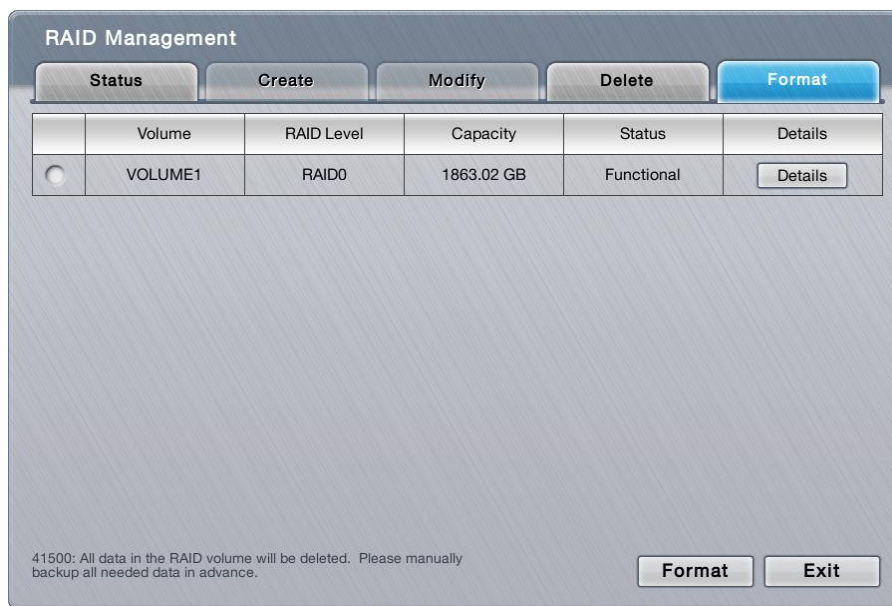 RAID Management
Status Create Modify Delete Format
Volume RAID Level Capacity Status Details
VOLUME1 RAID0 1863.02 GB Functional Details
41500: All data in the RAID volume will be deleted. Please manually
backup all needed data in advance.
Format Exit